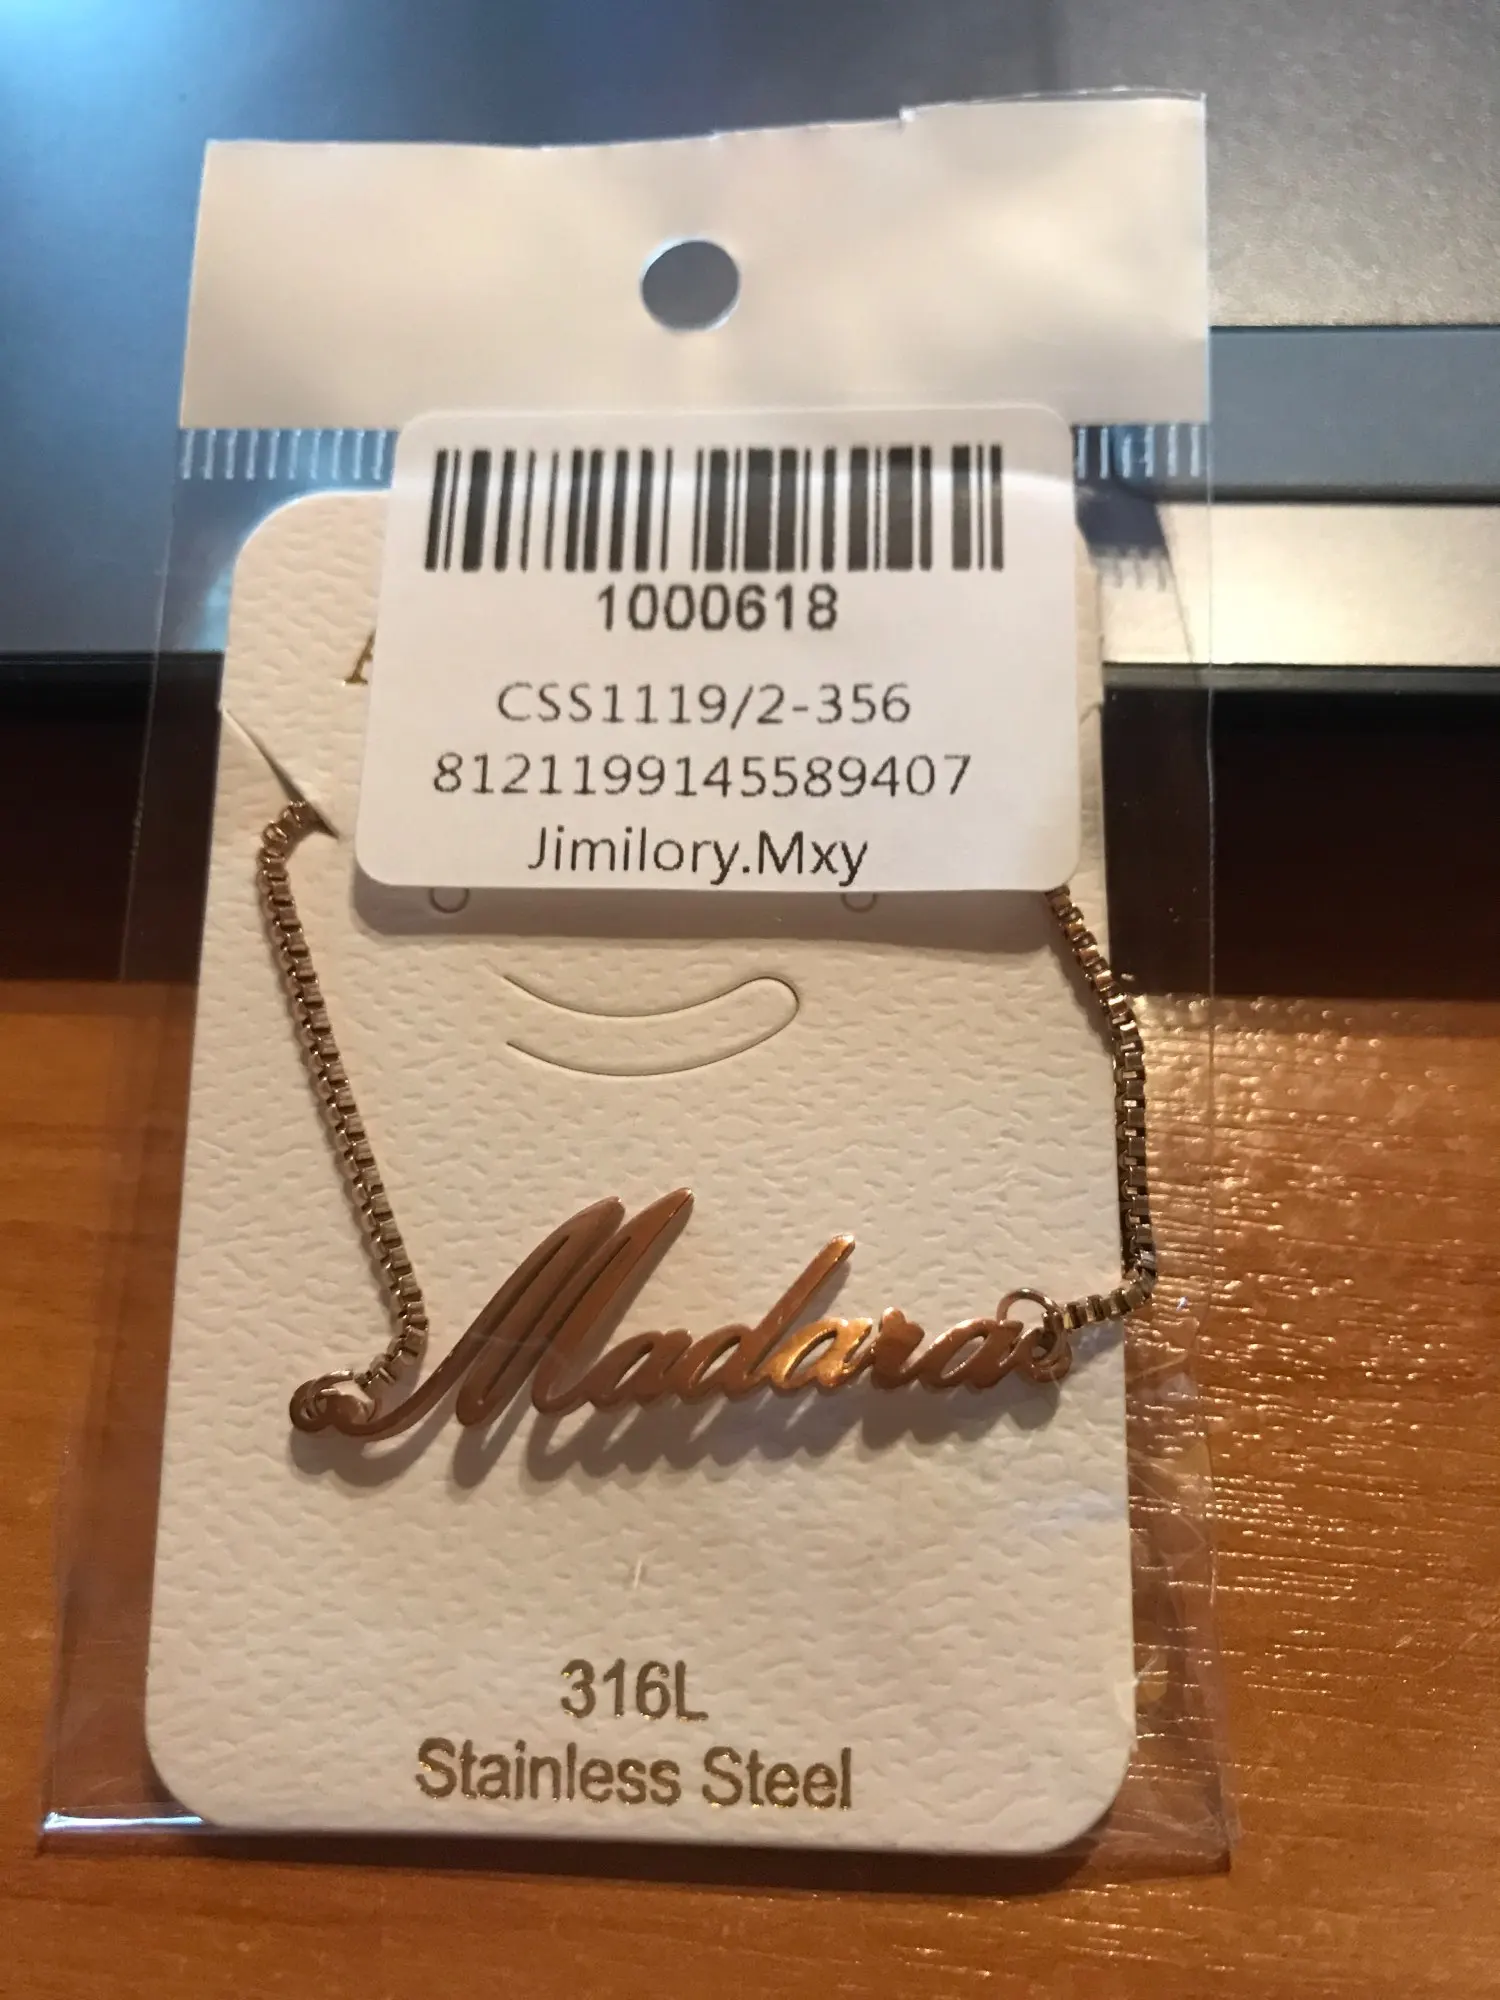 1000618
CSS1119/2-356
8121199145589407
Jimilory.Mxy
Madara
316L
Stainless Steel